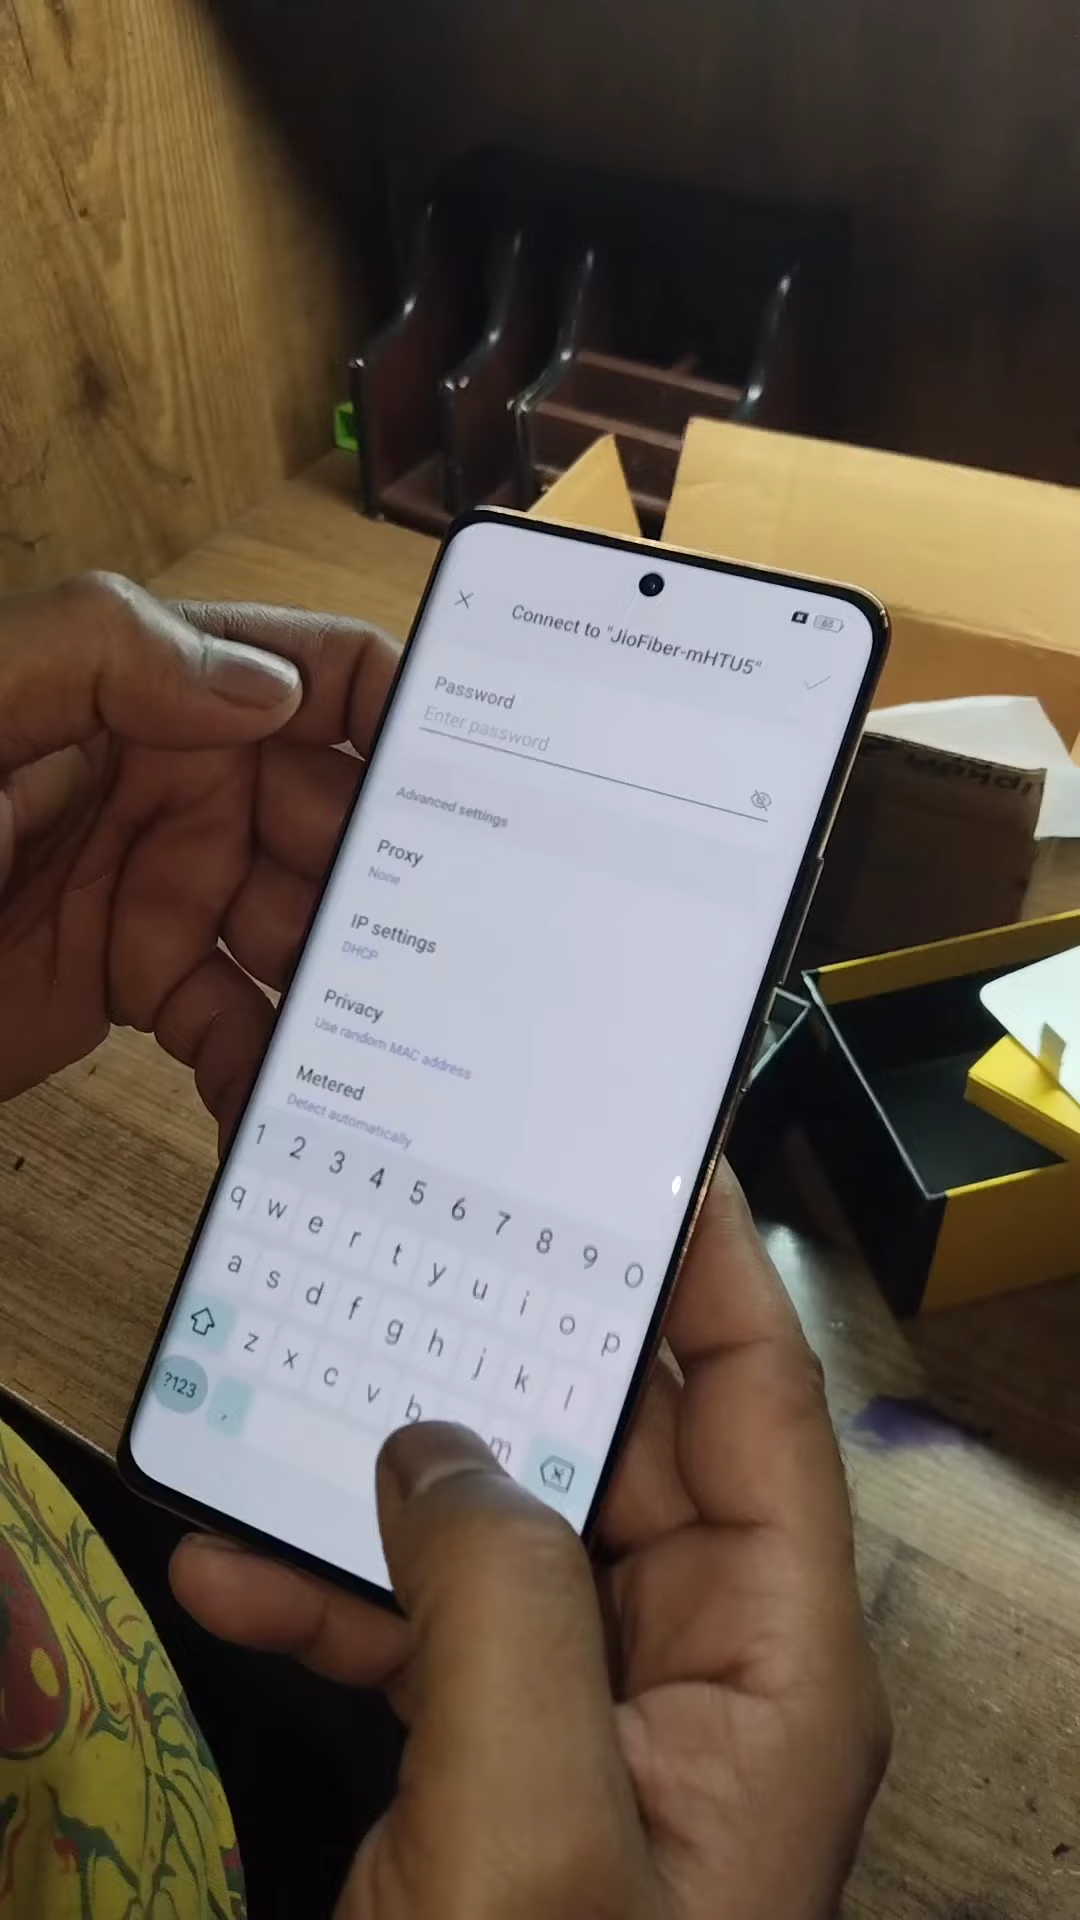 68
Connect to "JioFiber-mHTU5"
Password
Enter password
Advanced settings
Proxy
None
IP settings
DHCP
Privacy
Use random MAC address
Metered
Detect automatically
1 2 3 4 5 6 7 8 9 0
q w e r t y u i o p
a s d f g h j k l
z x c v b m
?123 ,